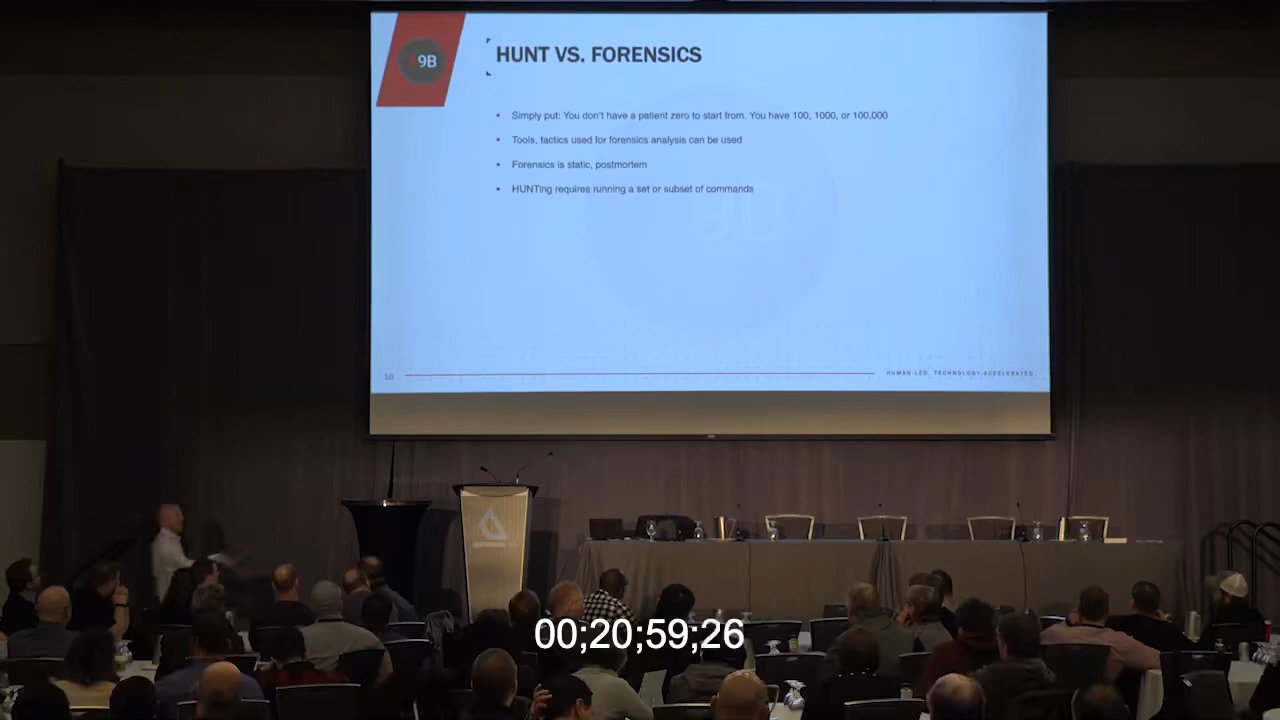 9B
HUNT VS. FORENSICS
• Simply put: You don't have a patient zero to start from. You have 100, 1000, or 100,000
• Tools, tactics used for forensics analysis can be used
• Forensics is static, postmortem
• HUNTing requires running a set or subset of commands
9B
16
HUMAN-LED, TECHNOLOGY-ACCELERATED
00;20;59;26